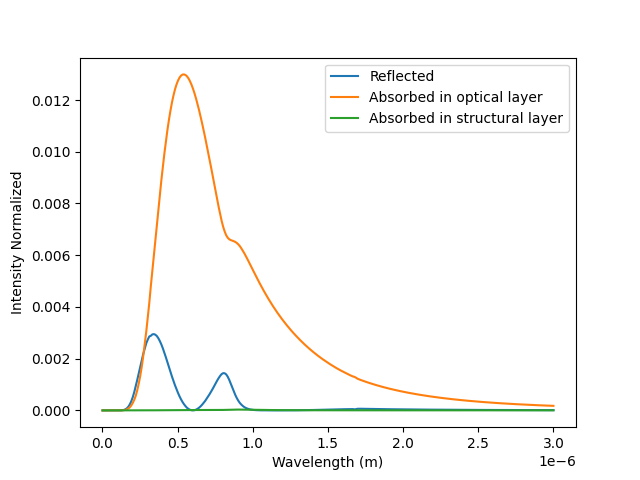 Reflected
Absorbed in optical layer
Absorbed in structural layer
Intensity Normalized
0.012
0.010
0.008
0.006
0.004
0.002
0.000
0.0 0.5 1.0 1.5 2.0 2.5 3.0
1e−6
Wavelength (m)